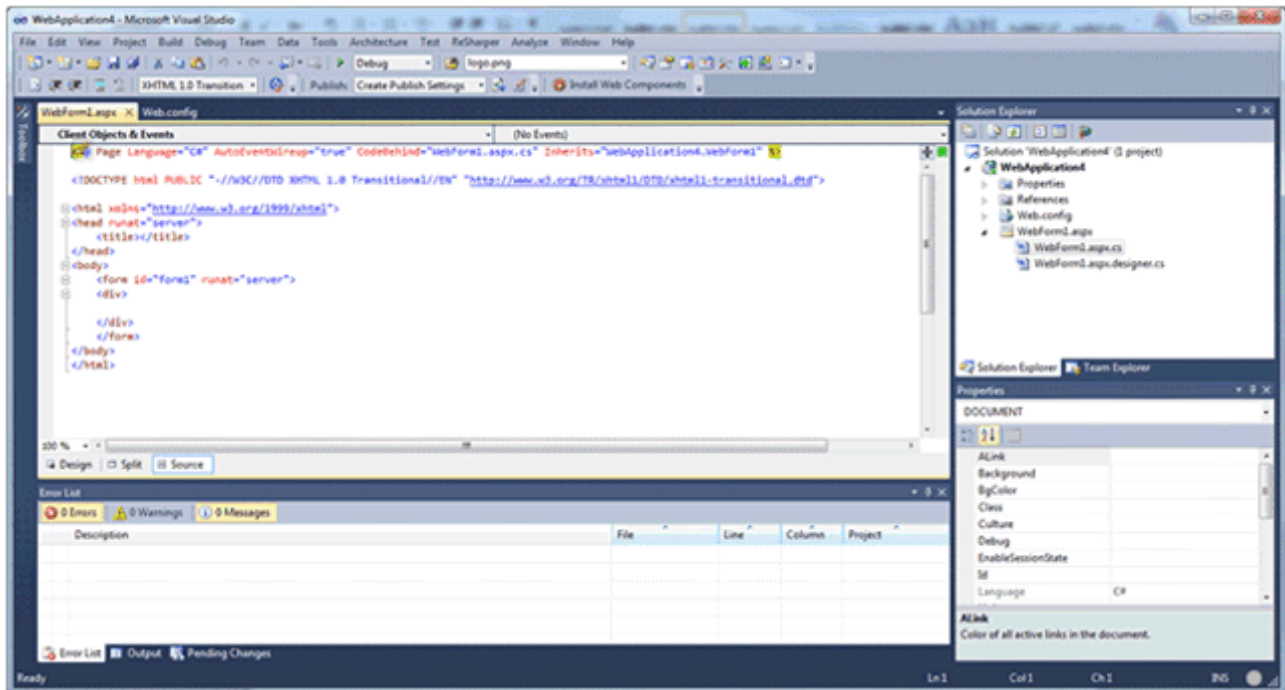 WebApplication4 - Microsoft Visual Studio
File Edit View Project Build Debug Team Data Tools Architecture Test ReSharper Analyze Window Help
Debug logo.png
XHTML 1.0 Transition Publish: Create Publish Settings Install Web Components
Toolbox
WebForm1.aspx Web.config
Client Objects & Events (No Events)
<%@ Page Language="C#" AutoEventWireup="true" CodeBehind="WebForm1.aspx.cs" Inherits="WebApplication4.WebForm1" %>
<!DOCTYPE html PUBLIC "-//W3C//DTD XHTML 1.0 Transitional//EN" "http://www.w3.org/TR/xhtml1/DTD/xhtml1-transitional.dtd">
<html xmlns="http://www.w3.org/1999/xhtml">
<head runat="server">
<title></title>
</head>
<body>
<form id="form1" runat="server">
<div>
</div>
</form>
</body>
</html>
100 %
Design Split Source
Error List
0 Errors 0 Warnings 0 Messages
Description File Line Column Project
Error List Output Pending Changes
Solution Explorer
Solution 'WebApplication4' (1 project)
WebApplication4
Properties
References
Web.config
WebForm1.aspx
WebForm1.aspx.cs
WebForm1.aspx.designer.cs
Solution Explorer Team Explorer
Properties
DOCUMENT
ALink
Background
BgColor
Class
Culture
Debug
EnableSessionState
Id
Language C#
ALink
Color of all active links in the document.
Ready Ln 1 Col 1 Ch 1 INS